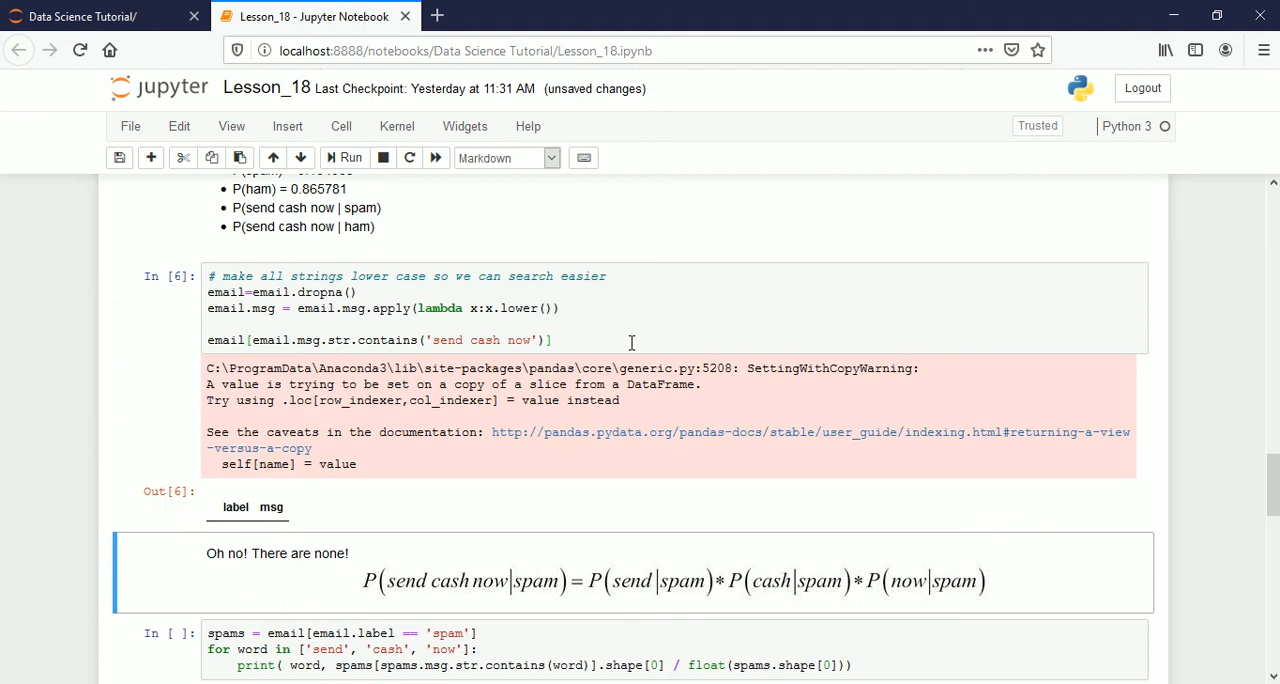 Data Science Tutorial/
Lesson_18 - Jupyter Notebook
localhost:8888/notebooks/Data Science Tutorial/Lesson_18.ipynb
jupyter Lesson_18 Last Checkpoint: Yesterday at 11:31 AM (unsaved changes)
Logout
File Edit View Insert Cell Kernel Widgets Help
Trusted
Python 3
Run
Markdown
P(ham) = 0.865781
P(send cash now | spam)
P(send cash now | ham)
In [6]: # make all strings lower case so we can search easier
email=email.dropna()
email.msg = email.msg.apply(lambda x:x.lower())
email[email.msg.str.contains('send cash now')]
C:\ProgramData\Anaconda3\lib\site-packages\pandas\core\generic.py:5208: SettingWithCopyWarning:
A value is trying to be set on a copy of a slice from a DataFrame.
Try using .loc[row_indexer,col_indexer] = value instead
See the caveats in the documentation: http://pandas.pydata.org/pandas-docs/stable/user_guide/indexing.html#returning-a-view
-versus-a-copy
self[name] = value
Out[6]:
label msg
Oh no! There are none!
P(send cash now|spam) = P(send|spam)*P(cash|spam)*P(now|spam)
In [ ]: spams = email[email.label == 'spam']
for word in ['send', 'cash', 'now']:
print( word, spams[spams.msg.str.contains(word)].shape[0] / float(spams.shape[0]))